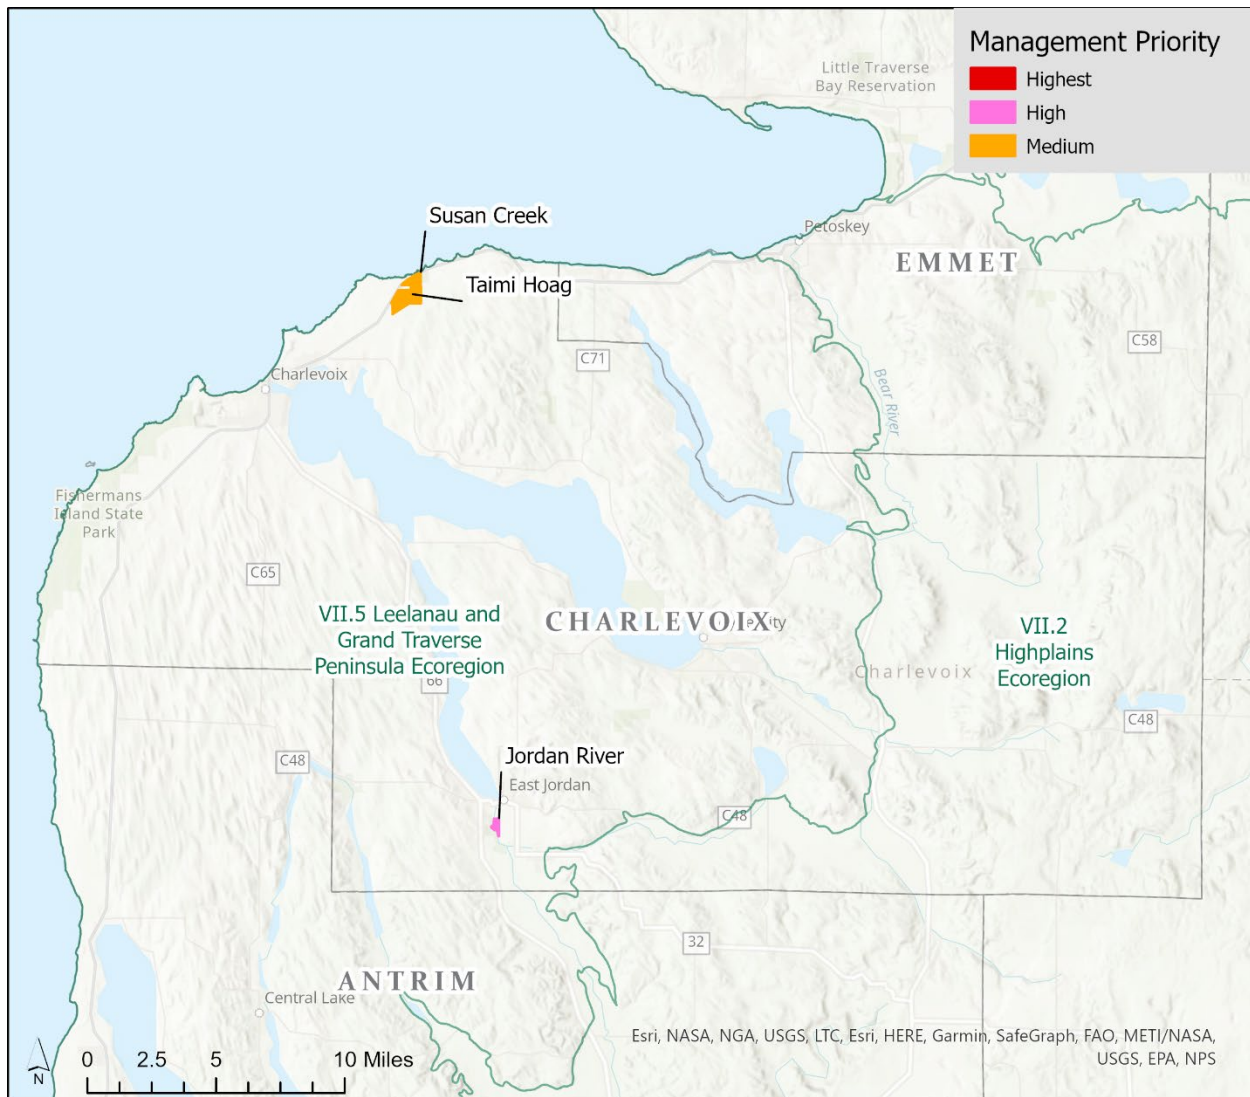 Management Priority
Highest
High
Medium
Little Traverse
Bay Reservation
Susan Creek
Petoskey
EMMET
Taimi Hoag
C58
C71
Charlevoix
Bear River
Fishermans
Island State
Park
C65
VII.5 Leelanau and
Grand Traverse
Peninsula Ecoregion
CHARLEVOIX
VII.2
Highplains
Ecoregion
Charlevoix
66
C48
C48
Jordan River
East Jordan
C48
32
ANTRIM
Central Lake
Esri, NASA, NGA, USGS, LTC, Esri, HERE, Garmin, SafeGraph, FAO, METI/NASA,
USGS, EPA, NPS
N
0 2.5 5 10 Miles